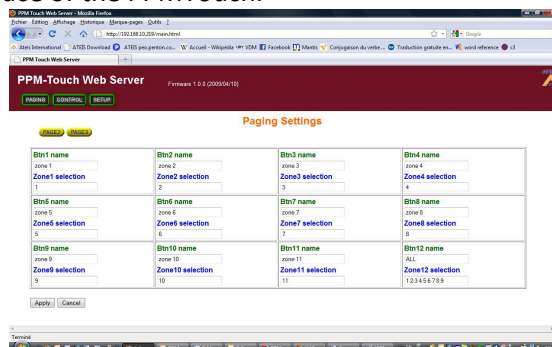 PPM Touch Web Server - Mozilla Firefox
Fichier Édition Affichage Historique Marque-pages Outils ?
http://192.168.10.219/main.html
Google
Ateis International ATEÏS Download ATEIS peo.penton.co... Accueil - Wikipédia VDM Facebook Mantis Conjugaison du verbe ... Traduction gratuite en... word reference
PPM Touch Web Server
PPM-Touch Web Server Firmware 1.0.0 (2009/04/10)
PAGING CONTROL SETUP
Paging Settings
PAGE2 PAGE3
Btn1 name Btn2 name Btn3 name Btn4 name
zone 1 zone 2 zone 3 zone 4
Zone1 selection Zone2 selection Zone3 selection Zone4 selection
1 2 3 4
Btn5 name Btn6 name Btn7 name Btn8 name
zone 5 zone 6 zone 7 zone 8
Zone5 selection Zone6 selection Zone7 selection Zone8 selection
5 6 7 8
Btn9 name Btn10 name Btn11 name Btn12 name
zone 9 zone 10 zone 11 ALL
Zone9 selection Zone10 selection Zone11 selection Zone12 selection
9 10 11 1 2 3 4 5 6 7 8 9
Apply Cancel
Terminé